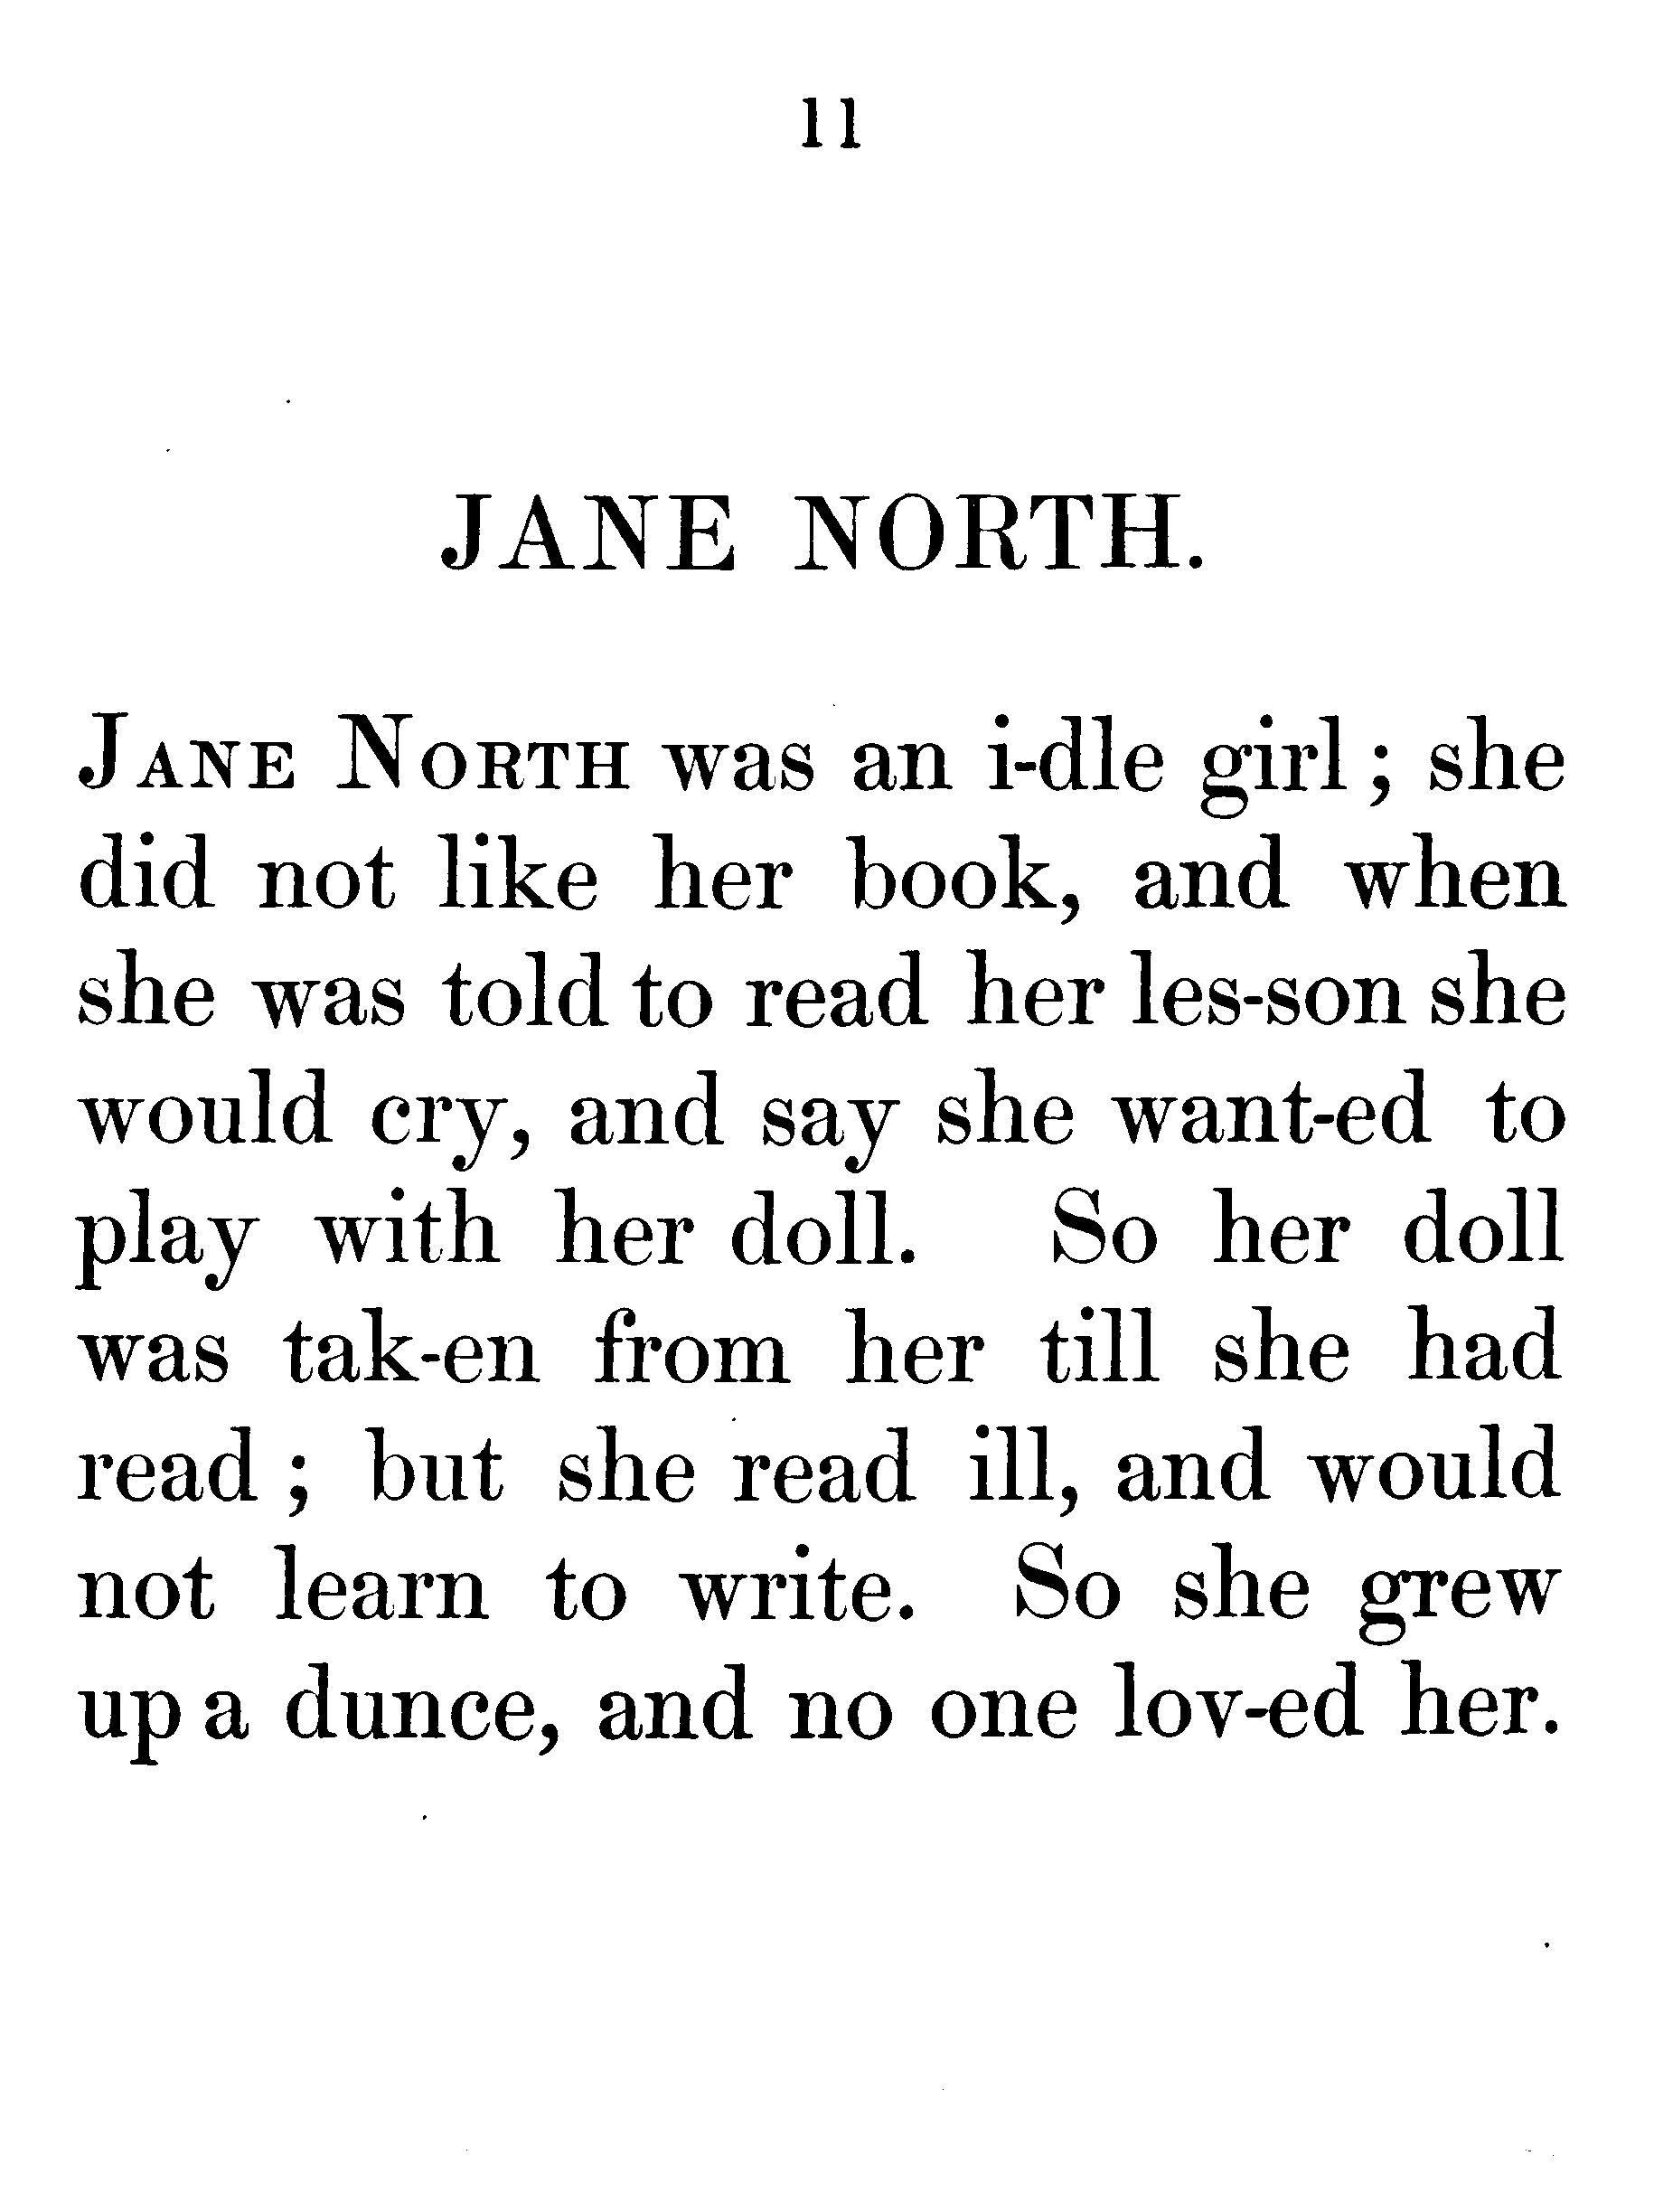 11
JANE NORTH.
JANE NORTH was an i-dle girl; she
did not like her book, and when
she was told to read her les-son she
would cry, and say she want-ed to
play with her doll. So her doll
was tak-en from her till she had
read; but she read ill, and would
not learn to write. So she grew
up a dunce, and no one lov-ed her.